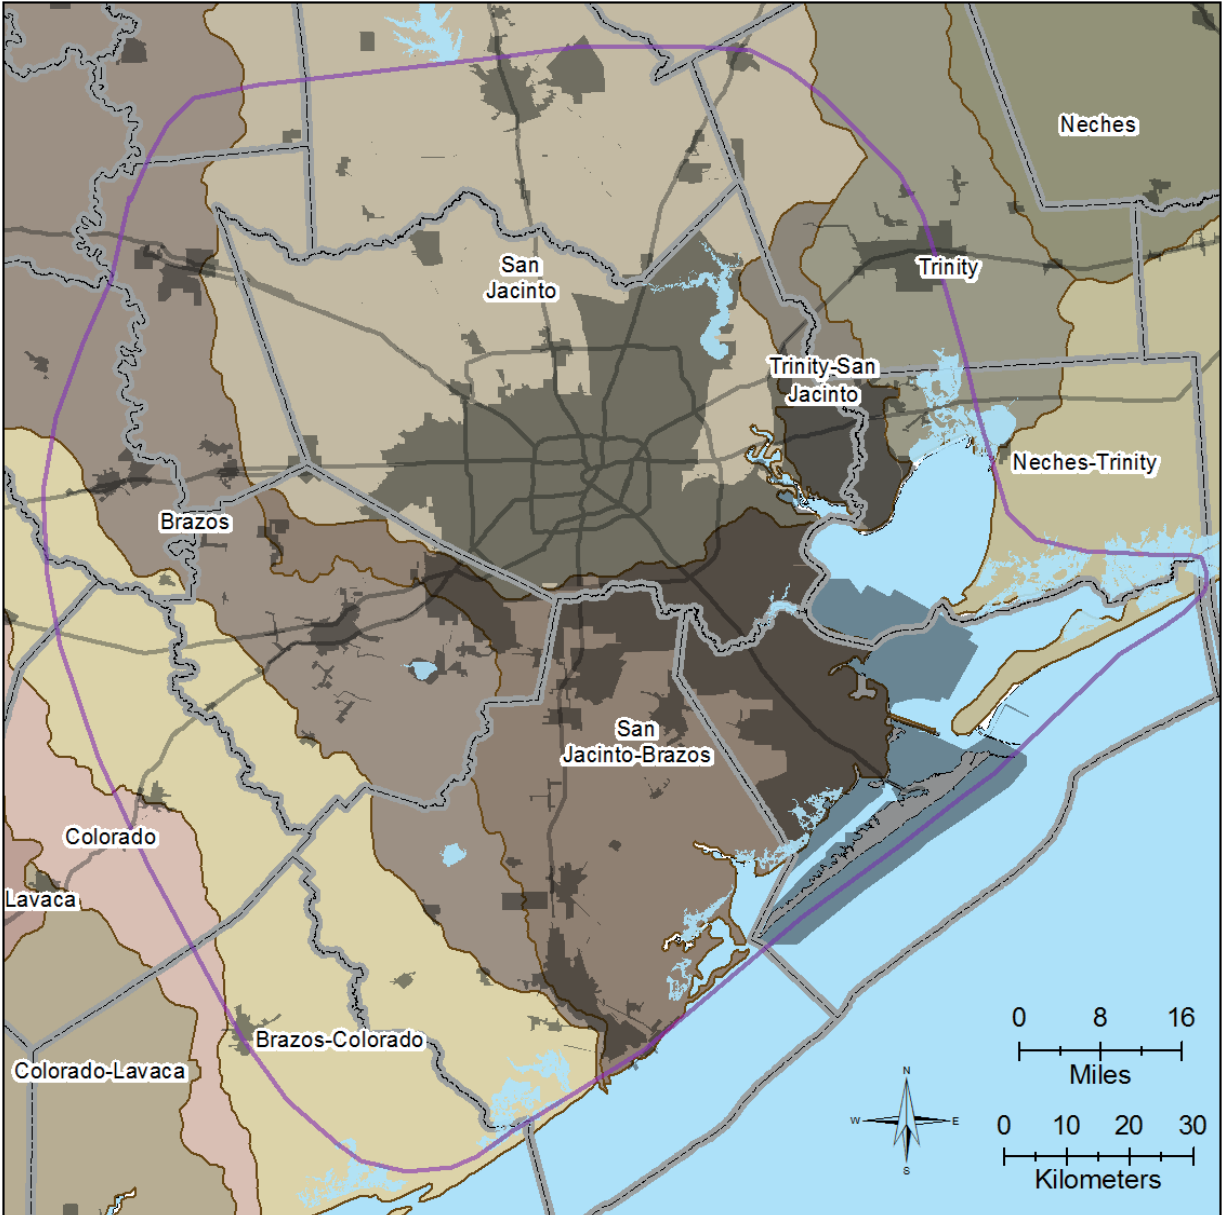 Neches
San
Jacinto
Trinity
Trinity-San
Jacinto
Neches-Trinity
Brazos
San
Jacinto-Brazos
Colorado
Lavaca
Brazos-Colorado
Colorado-Lavaca
0 8 16
Miles
N
W E
S
0 10 20 30
Kilometers